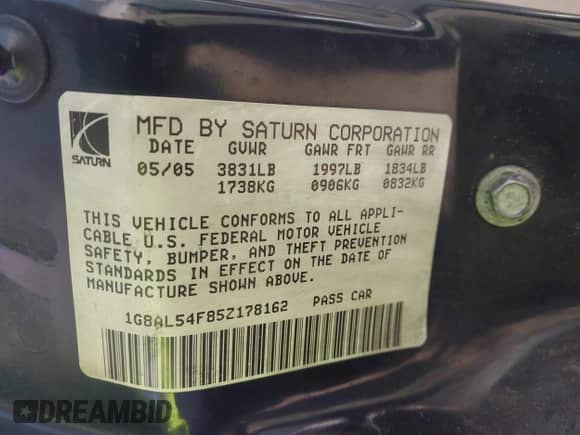 SATURN
MFD BY SATURN CORPORATION
DATE GVWR GAWR FRT GAWR RR
05/05 3831LB 1997LB 1834LB
1738KG 0906KG 0832KG
THIS VEHICLE CONFORMS TO ALL APPLI-
CABLE U.S. FEDERAL MOTOR VEHICLE
SAFETY, BUMPER, AND THEFT PREVENTION
STANDARDS IN EFFECT ON THE DATE OF
MANUFACTURE SHOWN ABOVE.
1G8AL54F85Z178162 PASS CAR
DREAMBID